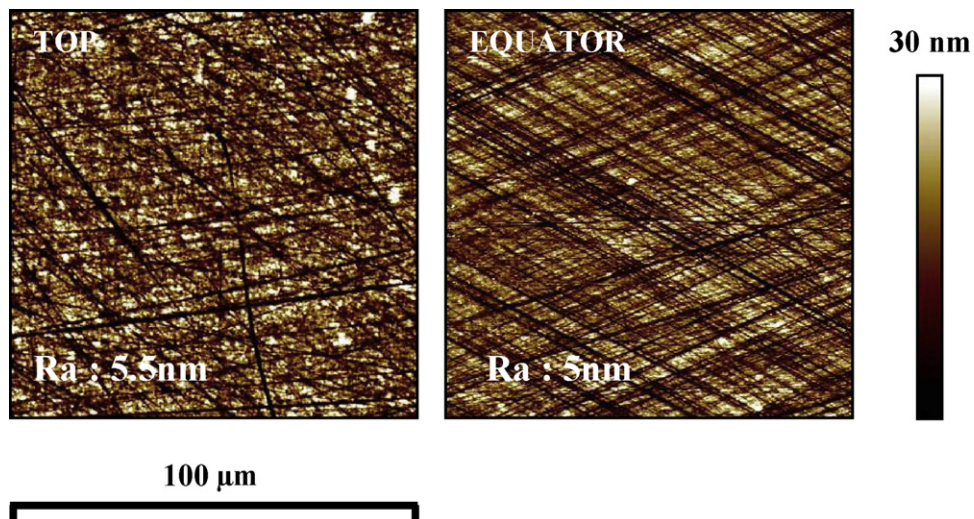 TOP
EQUATOR
30 nm
Ra : 5.5nm
Ra : 5nm
100 μm